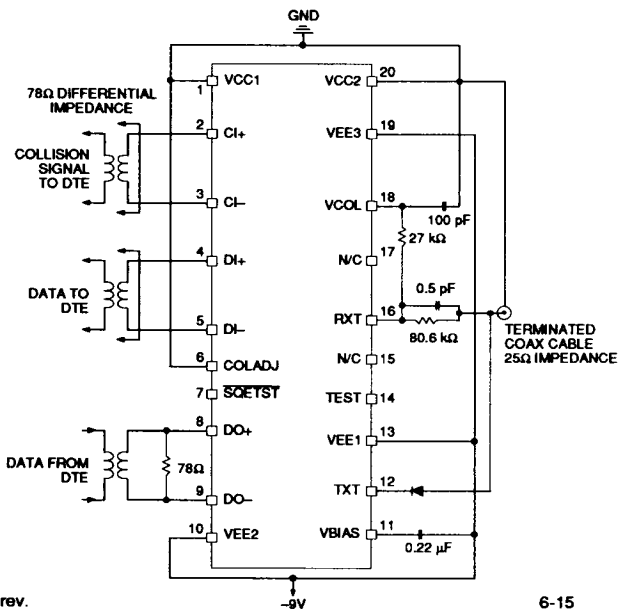 GND
78Ω DIFFERENTIAL
IMPEDANCE
1 VCC1
VCC2 20
2 CI+
VEE3 19
COLLISION
SIGNAL
TO DTE
3 CI–
VCOL 18
100 pF
27 kΩ
4 DI+
N/C 17
0.5 pF
DATA TO
DTE
5 DI–
RXT 16
80.6 kΩ
TERMINATED
COAX CABLE
25Ω IMPEDANCE
6 COLADJ
N/C 15
7 SQETST
TEST 14
8 DO+
VEE1 13
DATA FROM
DTE
78Ω
9 DO–
TXT 12
10 VEE2
VBIAS 11
0.22 µF
–9V
rev.
6-15